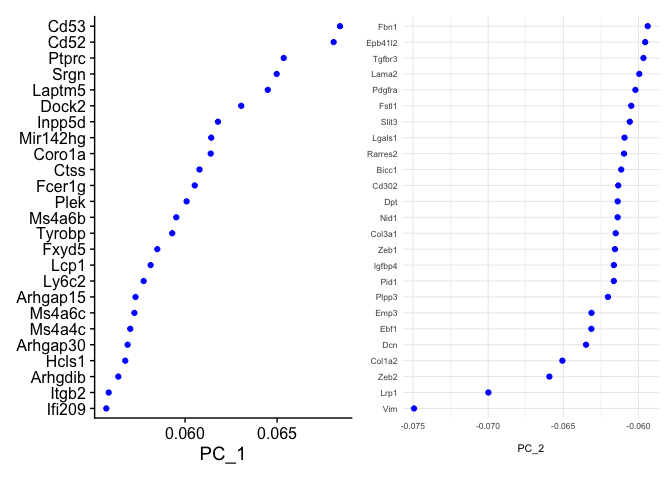 Cd53
Cd52
Ptprc
Srgn
Laptm5
Dock2
Inpp5d
Mir142hg
Coro1a
Ctss
Fcer1g
Plek
Ms4a6b
Tyrobp
Fxyd5
Lcp1
Ly6c2
Arhgap15
Ms4a6c
Ms4a4c
Arhgap30
Hcls1
Arhgdib
Itgb2
Ifi209
0.060 0.065
PC_1
Fbn1
Epb41l2
Tgfbr3
Lama2
Pdgfra
Fstl1
Slit3
Lgals1
Rarres2
Bicc1
Cd302
Dpt
Nid1
Col3a1
Zeb1
Igfbp4
Pid1
Plpp3
Emp3
Ebf1
Dcn
Col1a2
Zeb2
Lrp1
Vim
-0.075 -0.070 -0.065 -0.060
PC_2